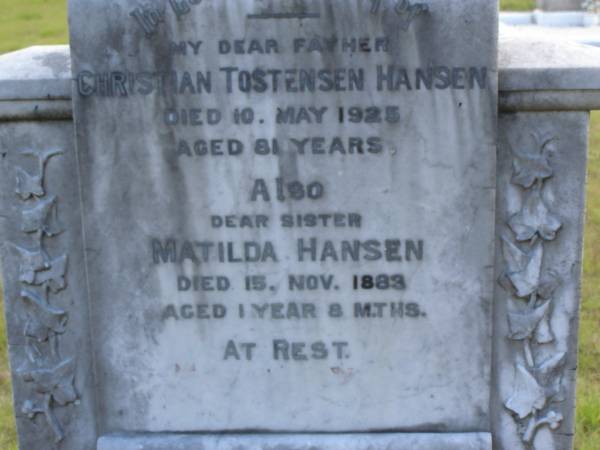 MY DEAR FATHER
CHRISTIAN TOSTENSEN HANSEN
DIED 10. MAY 1925
AGED 81 YEARS.
Also
DEAR SISTER
MATILDA HANSEN
DIED 15. NOV. 1883
AGED 1 YEAR 8 MTHS.
AT REST.